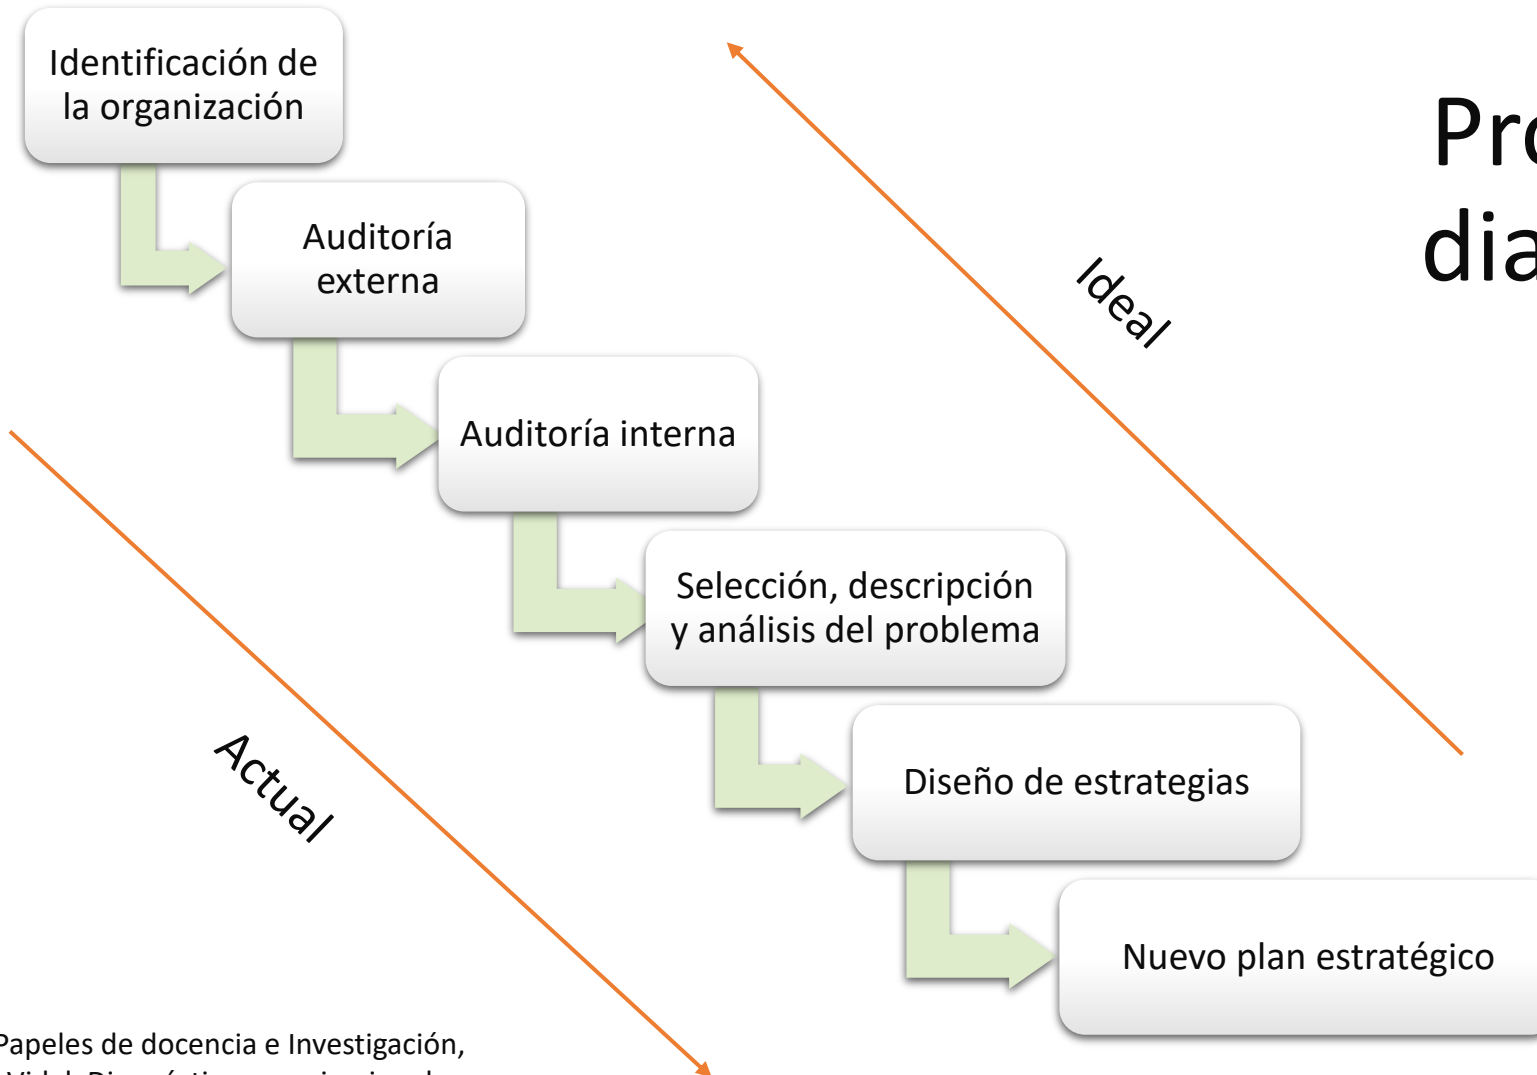 Identificación de
la organización
Auditoría
externa
Auditoría interna
Selección, descripción
y análisis del problema
Diseño de estrategias
Nuevo plan estratégico
Ideal
Actual
Papeles de docencia e Investigación,